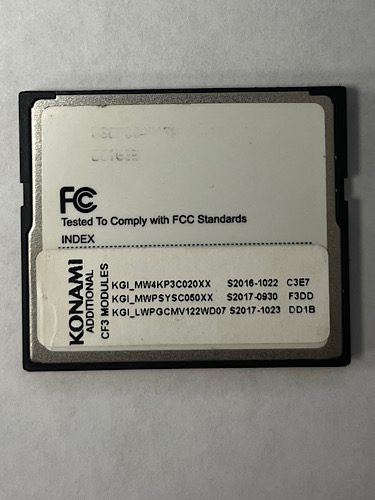 FC
Tested To Comply with FCC Standards
INDEX
KONAMI
ADDITIONAL
CF3 MODULES
KGI_MW4KP3C020XX S2016-1022 C3E7
KGI_MWPSYSC050XX S2017-0930 F3DD
KGI_LWPGCMV122WD07 S2017-1023 DD1B